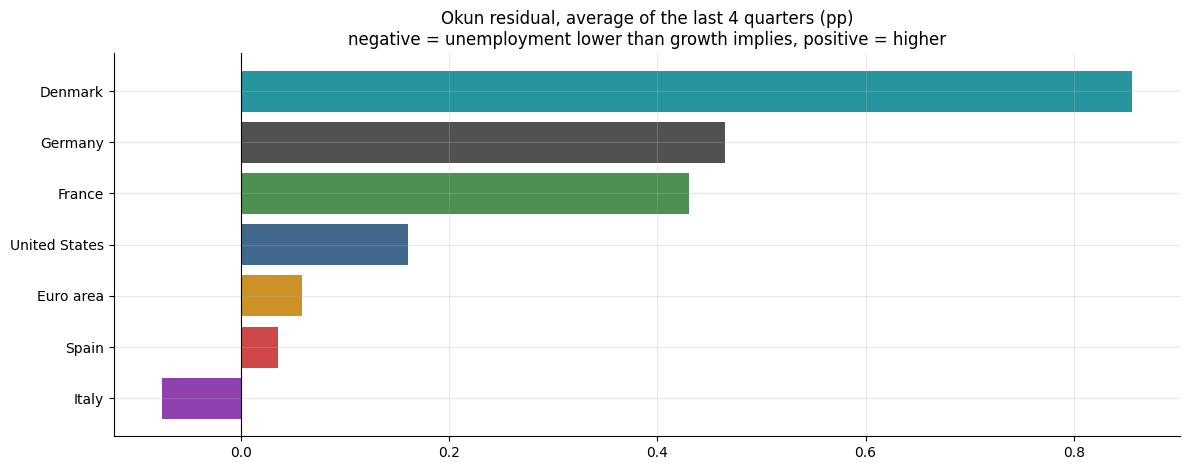 Okun residual, average of the last 4 quarters (pp)
negative = unemployment lower than growth implies, positive = higher
Denmark
Germany
France
United States
Euro area
Spain
Italy
0.0 0.2 0.4 0.6 0.8